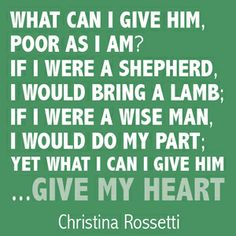 WHAT CAN I GIVE HIM,
POOR AS I AM?
IF I WERE A SHEPHERD,
I WOULD BRING A LAMB;
IF I WERE A WISE MAN,
I WOULD DO MY PART;
YET WHAT I CAN I GIVE HIM
...GIVE MY HEART
Christina Rossetti